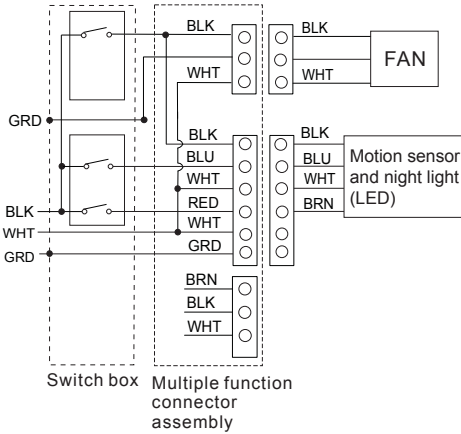 BLK
BLK
FAN
WHT
WHT
GRD
BLK
BLK
BLU
BLU
Motion sensor
and night light
(LED)
WHT
WHT
RED
BRN
BLK
WHT
WHT
GRD
GRD
BRN
BLK
WHT
Switch box
Multiple function
connector
assembly